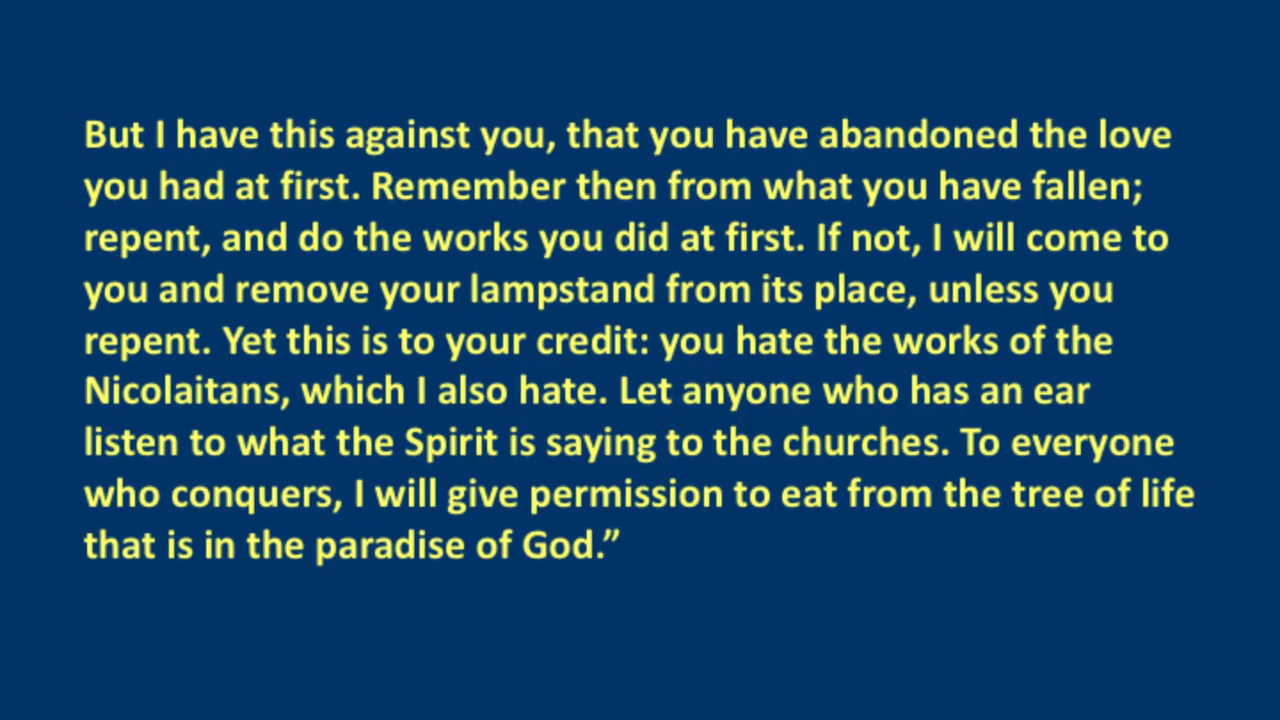 But I have this against you, that you have abandoned the love
you had at first. Remember then from what you have fallen;
repent, and do the works you did at first. If not, I will come to
you and remove your lampstand from its place, unless you
repent. Yet this is to your credit: you hate the works of the
Nicolaitans, which I also hate. Let anyone who has an ear
listen to what the Spirit is saying to the churches. To everyone
who conquers, I will give permission to eat from the tree of life
that is in the paradise of God.”